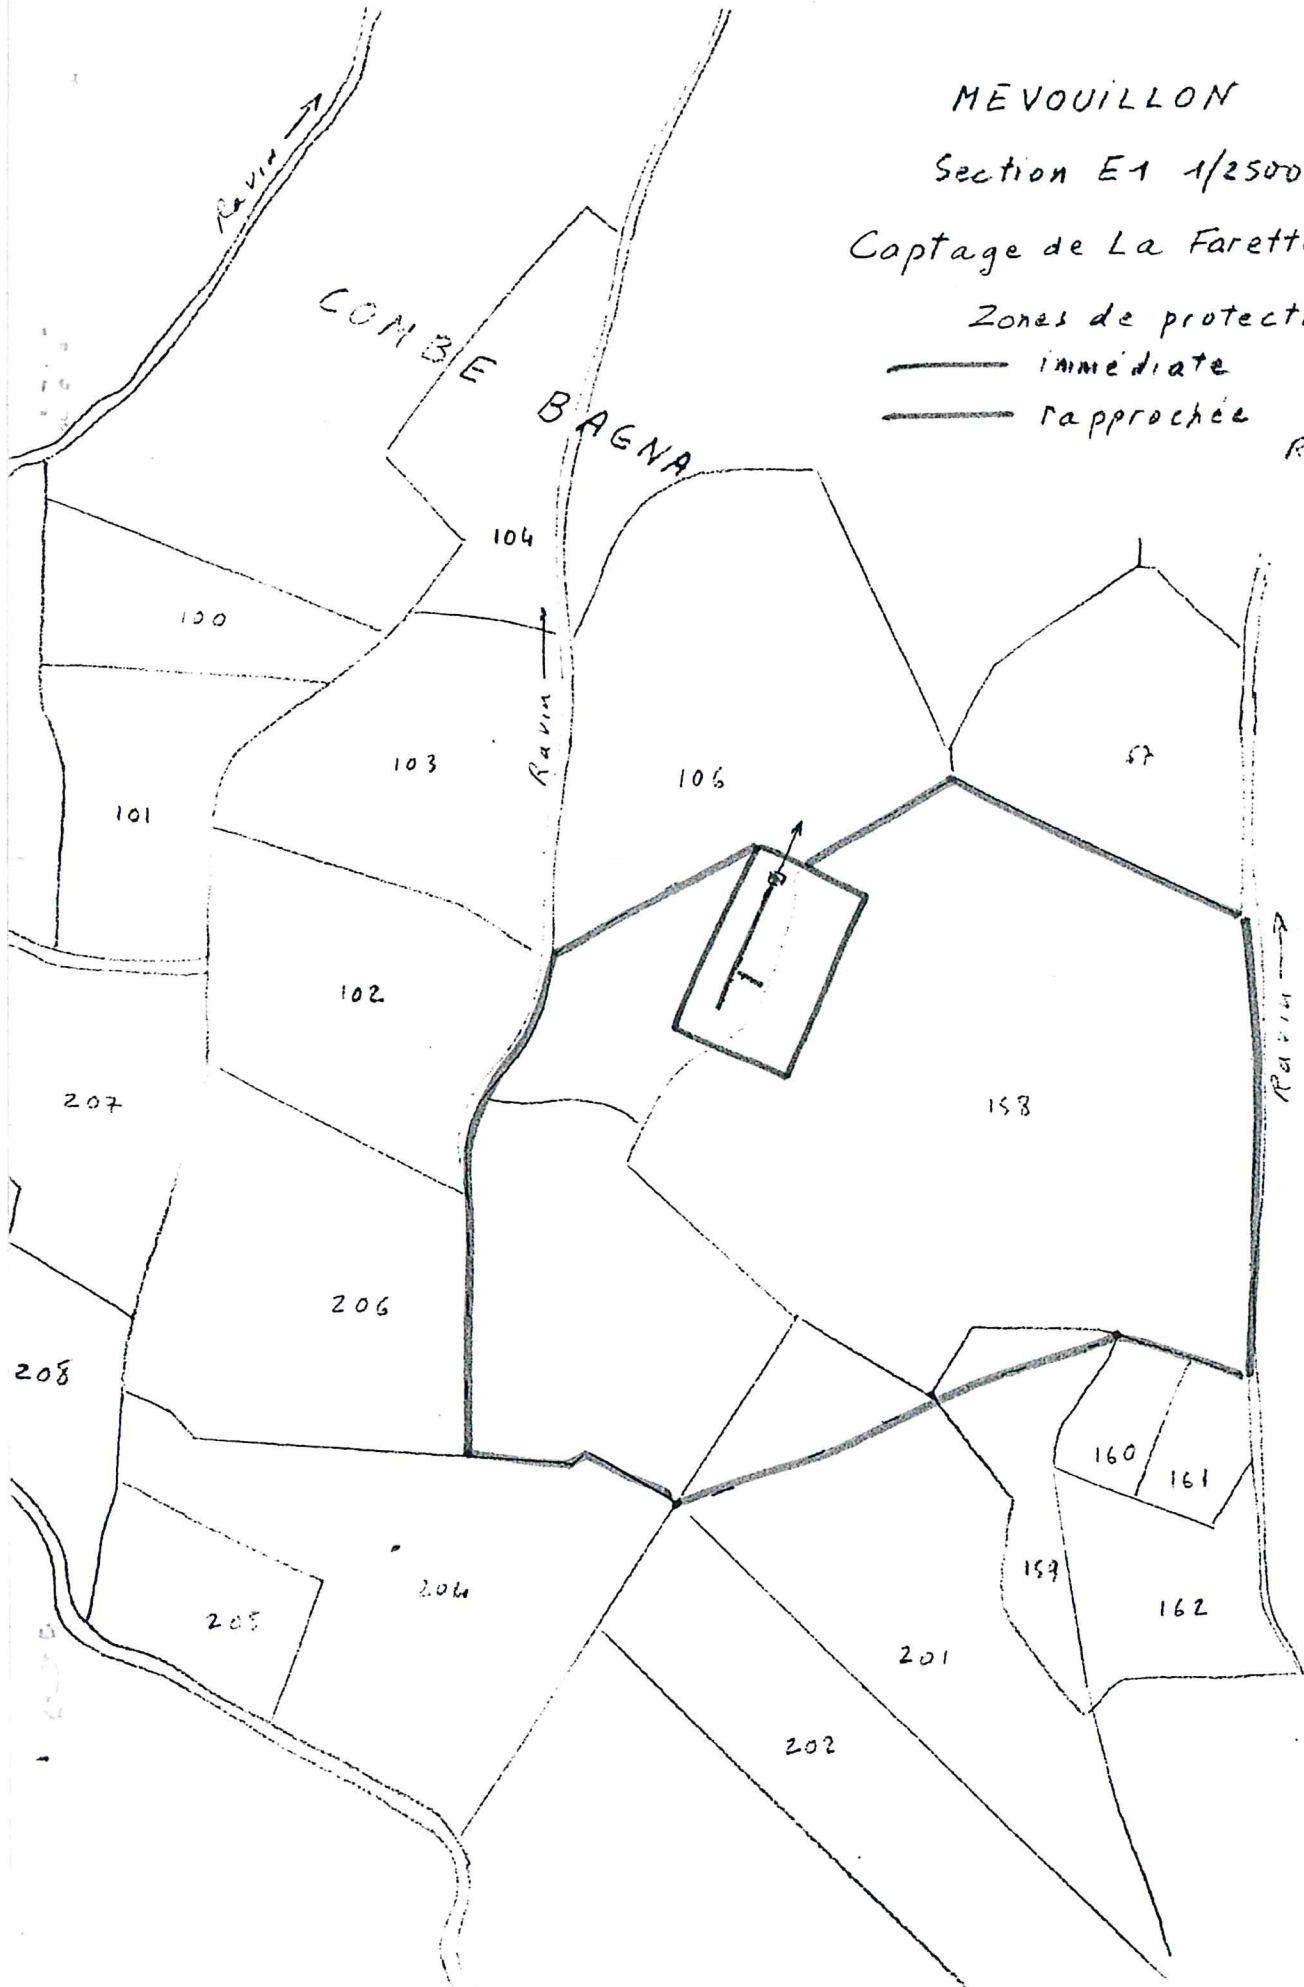 MEVOUILLON
Section E1 1/2500
Captage de La Farett
Zones de protect
immédiate
rapprochée
R
Ravin
COMBE BAGNA
104
100
103
Ravin
106
57
101
102
207
158
Ravin
206
208
160
161
204
205
159
162
201
202